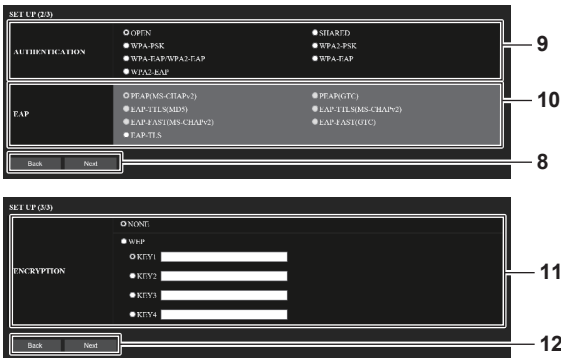 SET UP (2/3)
AUTHENTICATION
OPEN SHARED
WPA-PSK WPA2-PSK
WPA-EAP/WPA2-EAP WPA-EAP
WPA2-EAP
9
EAP
PEAP(MS-CHAPv2) PEAP(GTC)
EAP-TTLS(MD5) EAP-TTLS(MS-CHAPv2)
EAP-FAST(MS-CHAPv2) EAP-FAST(GTC)
EAP-TLS
10
Back Next
8
SET UP (3/3)
ENCRYPTION
NONE
WEP
KEY1
KEY2
KEY3
KEY4
11
Back Next
12